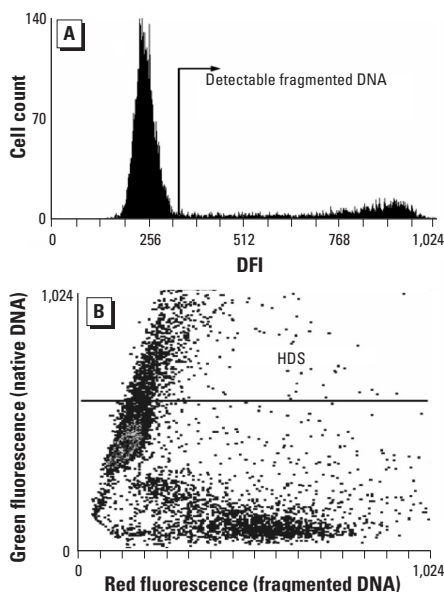 A
140
70
0
Cell count
Detectable fragmented DNA
0 256 512 768 1,024
DFI
B
1,024
0
Green fluorescence (native DNA)
HDS
0 1,024
Red fluorescence (fragmented DNA)